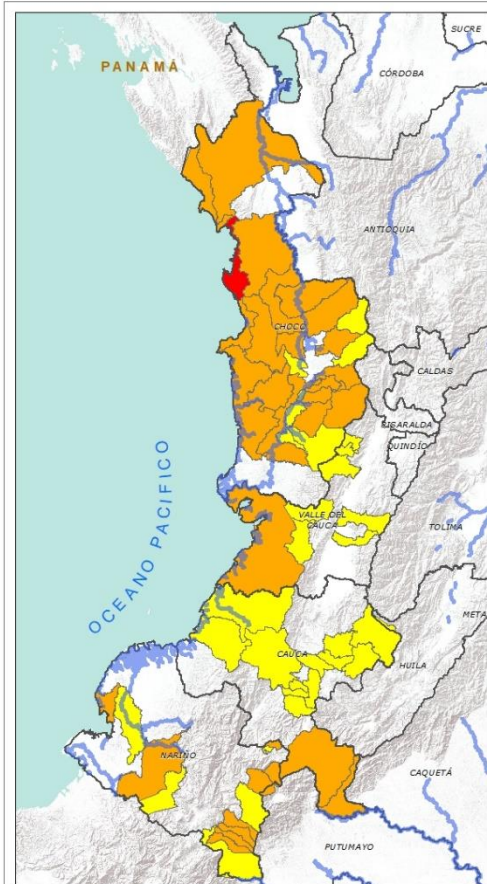 SUCRE
PANAMÁ
CÓRDOBA
ANTIOQUIA
CHOCÓ
CALDAS
RISARALDA
QUINDÍO
OCEANO PACIFICO
VALLE DEL
CAUCA
TOLIMA
META
CAUCA
HUILA
NARIÑO
CAQUETÁ
PUTUMAYO